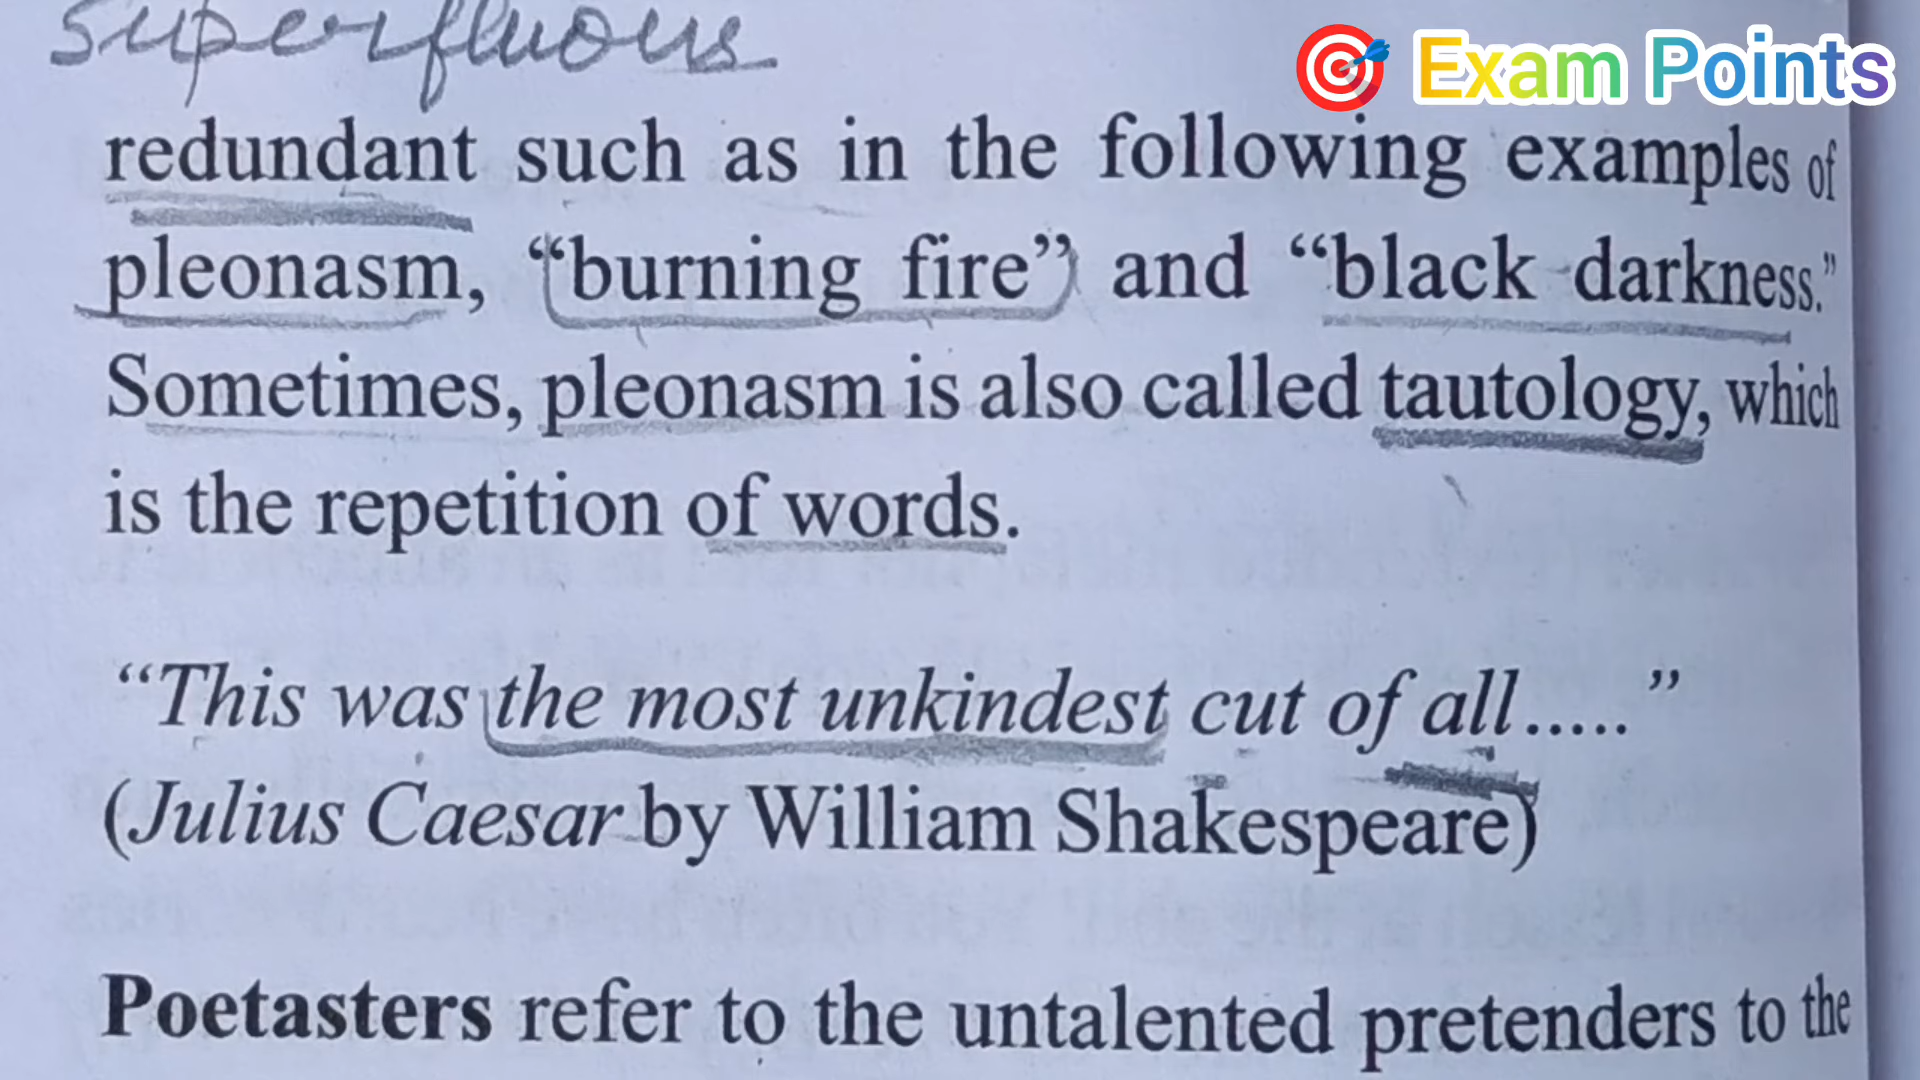 superfluous
Exam Points
redundant such as in the following examples of
pleonasm, “burning fire” and “black darkness.”
Sometimes, pleonasm is also called tautology, which
is the repetition of words.
“This was the most unkindest cut of all.....”
(Julius Caesar by William Shakespeare)
Poetasters refer to the untalented pretenders to the